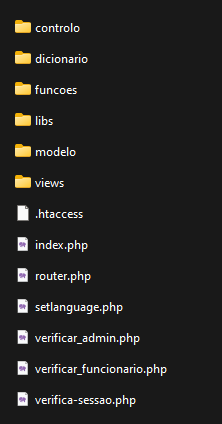 controlo
dicionario
funcoes
libs
modelo
views
.htaccess
index.php
router.php
setlanguage.php
verificar_admin.php
verificar_funcionario.php
verifica-sessao.php